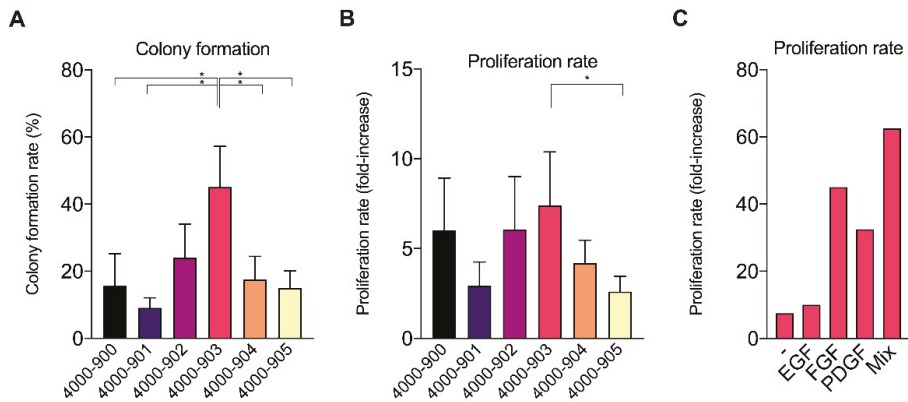 A
Colony formation
Colony formation rate (%)
80
60
40
20
0
* *
* *
4000-900
4000-901
4000-902
4000-903
4000-904
4000-905
B
Proliferation rate
Proliferation rate (fold-increase)
15
10
5
0
*
4000-900
4000-901
4000-902
4000-903
4000-904
4000-905
C
Proliferation rate
Proliferation rate (fold-increase)
80
60
40
20
0
-
EGF
FGF
PDGF
Mix